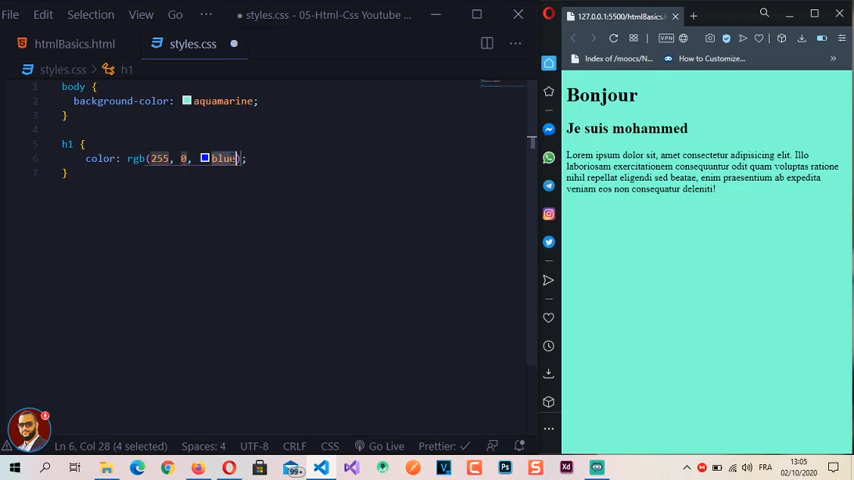 File Edit Selection View Go ··· ● styles.css - 05-Html-Css Youtube ...
htmlBasics.html styles.css ●
styles.css > h1
1 body {
2 background-color: aquamarine;
3 }
4
5 h1 {
6 color: rgb(255, 0, blue);
7 }
Ln 6, Col 28 (4 selected) Spaces: 4 UTF-8 CRLF CSS Go Live Prettier: ✓
127.0.0.1:5500/htmlBasics.h
VPN
Index of /moocs/N... How to Customize... »
Bonjour
Je suis mohammed
Lorem ipsum dolor sit, amet consectetur adipisicing elit. Illo
laboriosam exercitationem consequuntur odit quam voluptas ratione
nihil repellat eligendi sed beatae, enim praesentium ab expedita
veniam eos non consequatur deleniti!
99+
FRA
13:05
02/10/2020